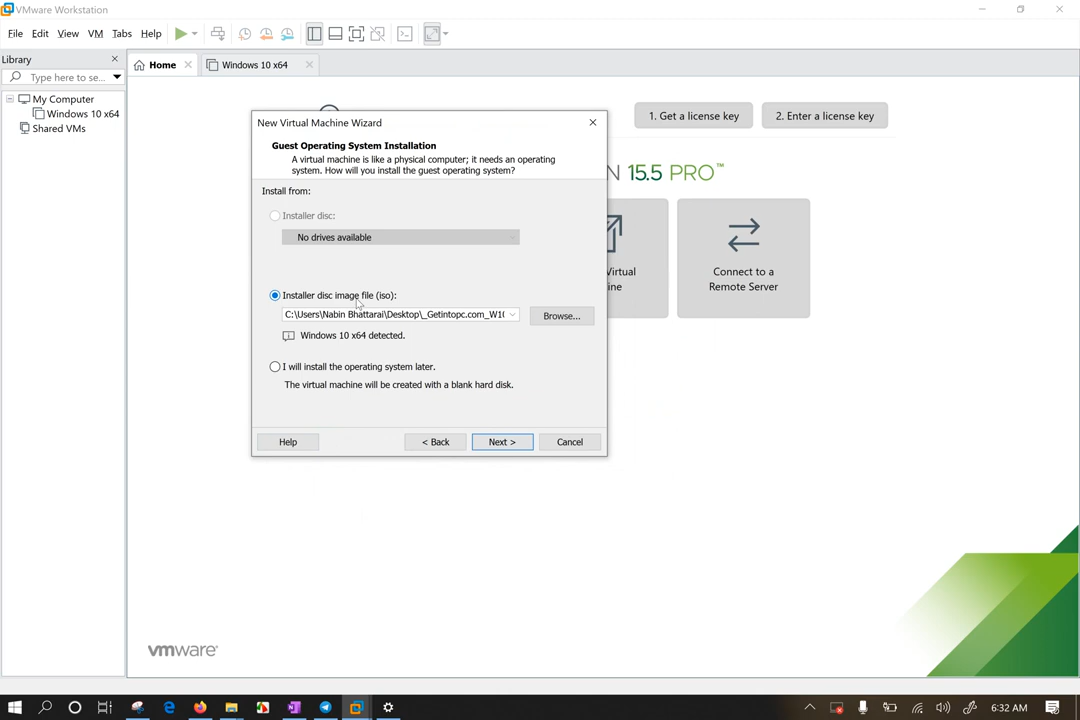 VMware Workstation
File Edit View VM Tabs Help
Library
Type here to se...
My Computer
Windows 10 x64
Shared VMs
Home
Windows 10 x64
1. Get a license key
2. Enter a license key
N 15.5 PRO™
New Virtual Machine Wizard
Guest Operating System Installation
A virtual machine is like a physical computer; it needs an operating
system. How will you install the guest operating system?
Install from:
Installer disc:
No drives available
Installer disc image file (iso):
C:\Users\Nabin Bhattarai\Desktop\_Getintopc.com_W10
Browse...
Windows 10 x64 detected.
I will install the operating system later.
The virtual machine will be created with a blank hard disk.
Help
< Back
Next >
Cancel
Virtual
ine
Connect to a
Remote Server
vmware®
6:32 AM